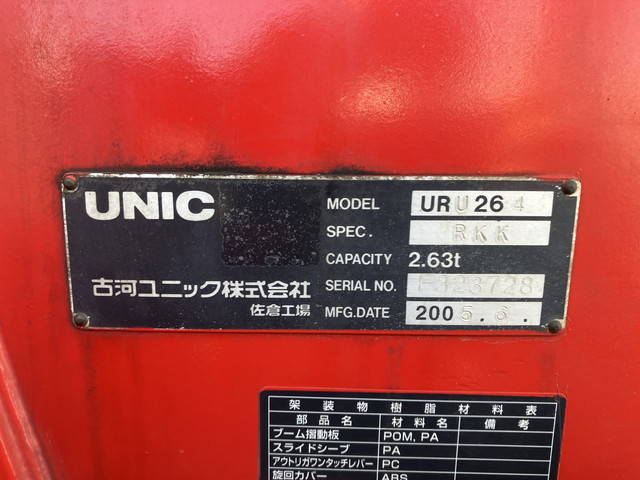 UNIC
MODEL URU264
SPEC. RKK
CAPACITY 2.63t
古河ユニック株式会社 SERIAL NO.
佐倉工場 MFG.DATE 2005.6.
架装物樹脂材料表
部品名 材料名 備考
ブーム摺動板 POM, PA
スライドシーブ PA
アウトリガワンタッチレバー PC
旋回カバー ABS